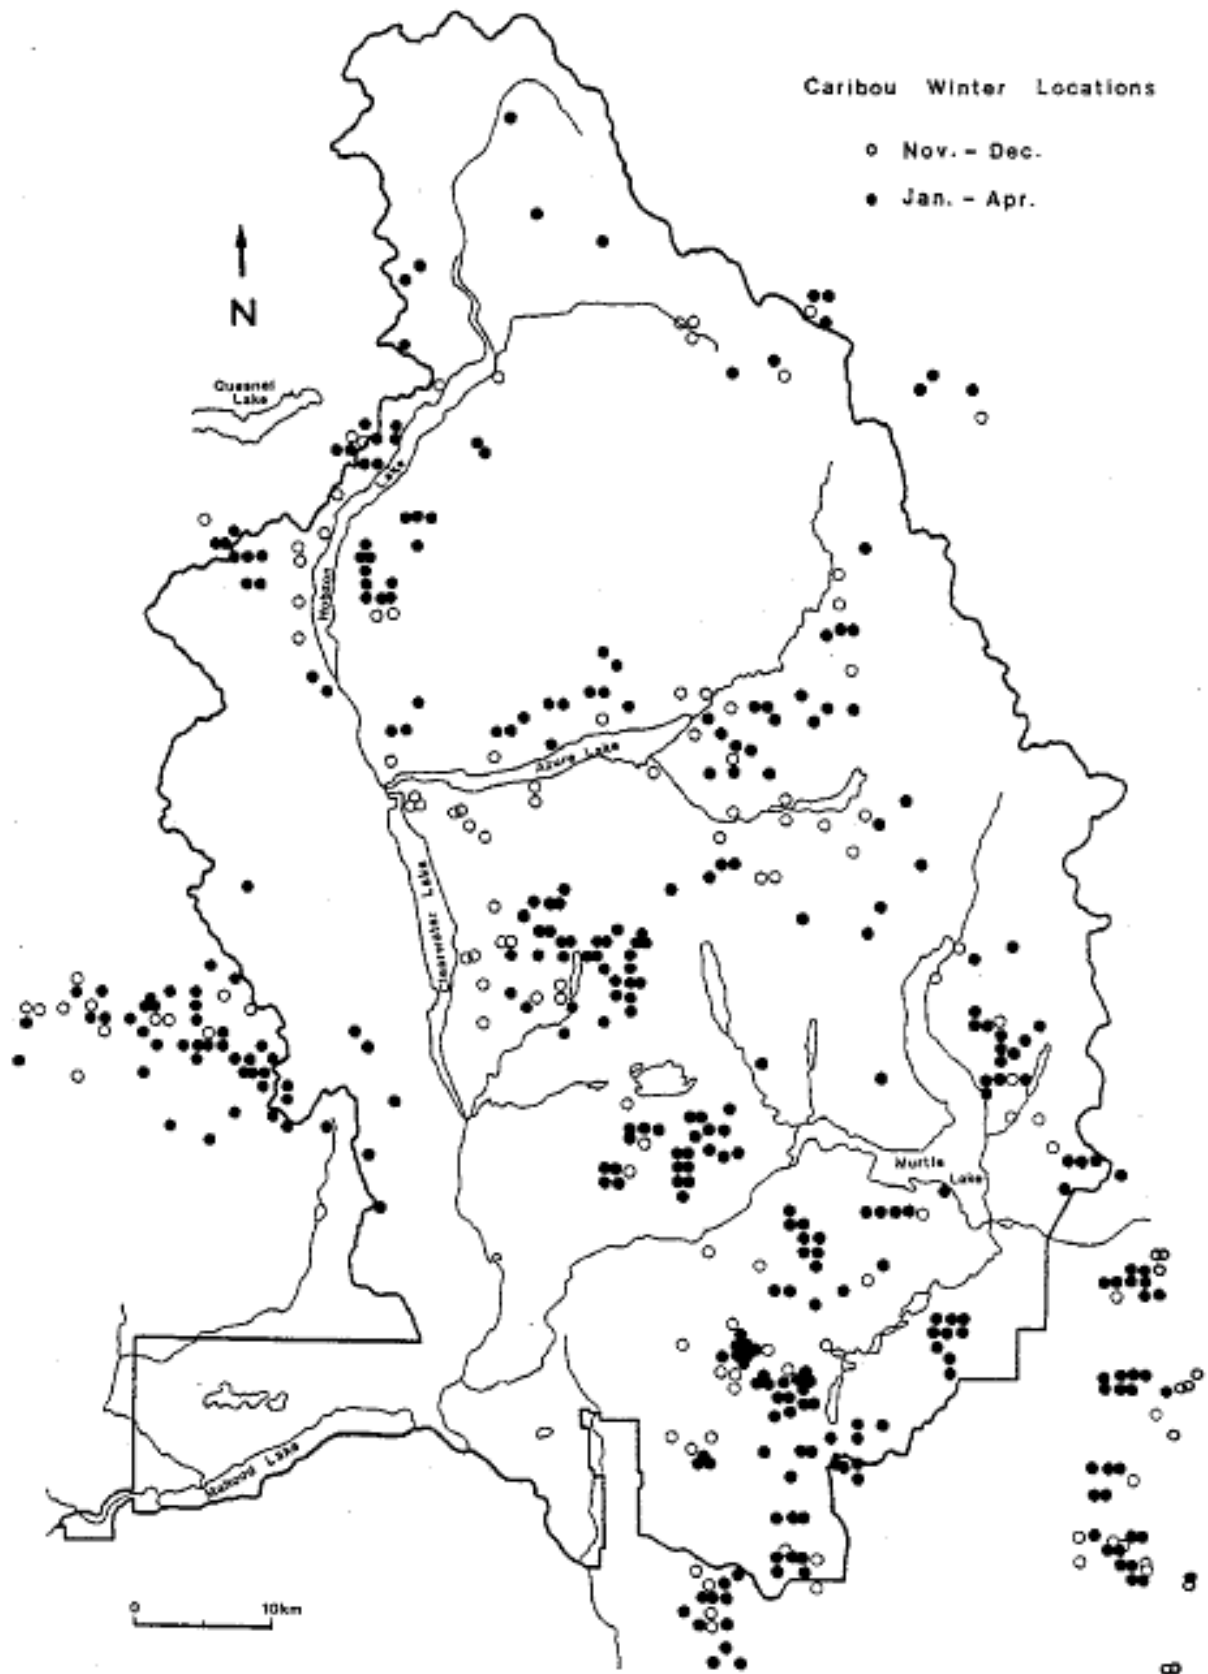 Caribou Winter Locations
Nov. - Dec.
Jan. - Apr.
N
Quesnel
Lake
Lake
Hobson
Azure Lake
Clearwater Lake
Murtle
Lake
Mahood Lake
0 10km